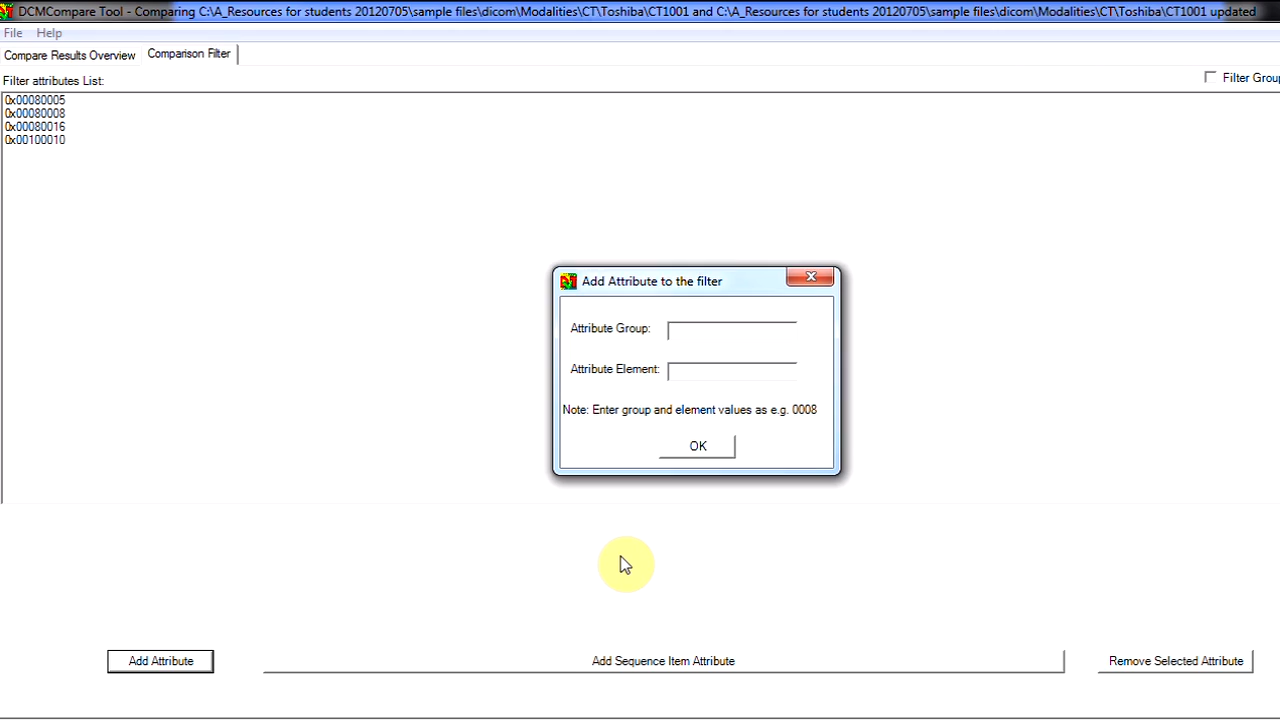 DCMCompare Tool - Comparing C:\A_Resources for students 20120705\sample files\dicom\Modalities\CT\Toshiba\CT1001 and C:\A_Resources for students 20120705\sample files\dicom\Modalities\CT\Toshiba\CT1001 updated
File Help
Compare Results Overview Comparison Filter
Filter attributes List: Filter Group
0x00080005
0x00080008
0x00080016
0x00100010
Add Attribute to the filter
Attribute Group:
Attribute Element:
Note: Enter group and element values as e.g. 0008
OK
Add Attribute Add Sequence Item Attribute Remove Selected Attribute